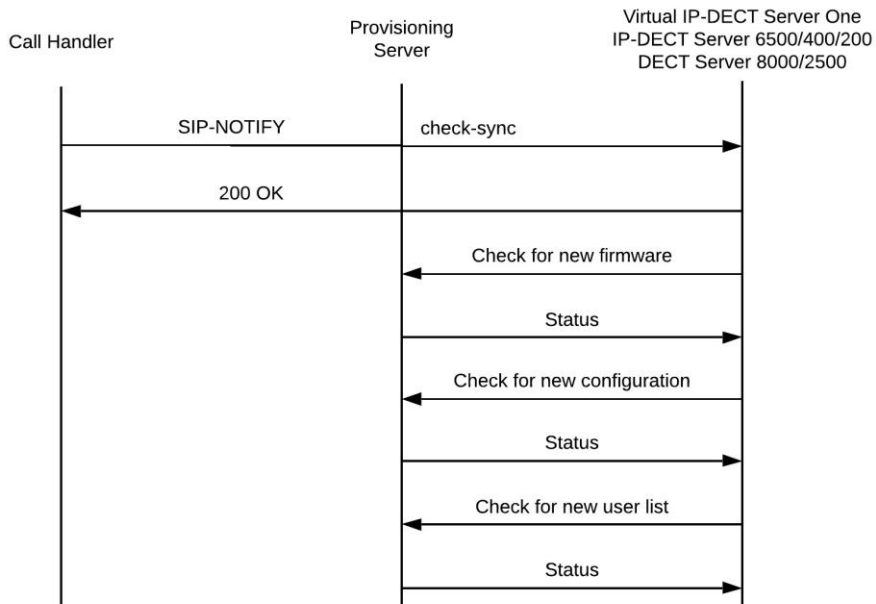 Call Handler
Provisioning
Server
Virtual IP-DECT Server One
IP-DECT Server 6500/400/200
DECT Server 8000/2500
SIP-NOTIFY
check-sync
200 OK
Check for new firmware
Status
Check for new configuration
Status
Check for new user list
Status